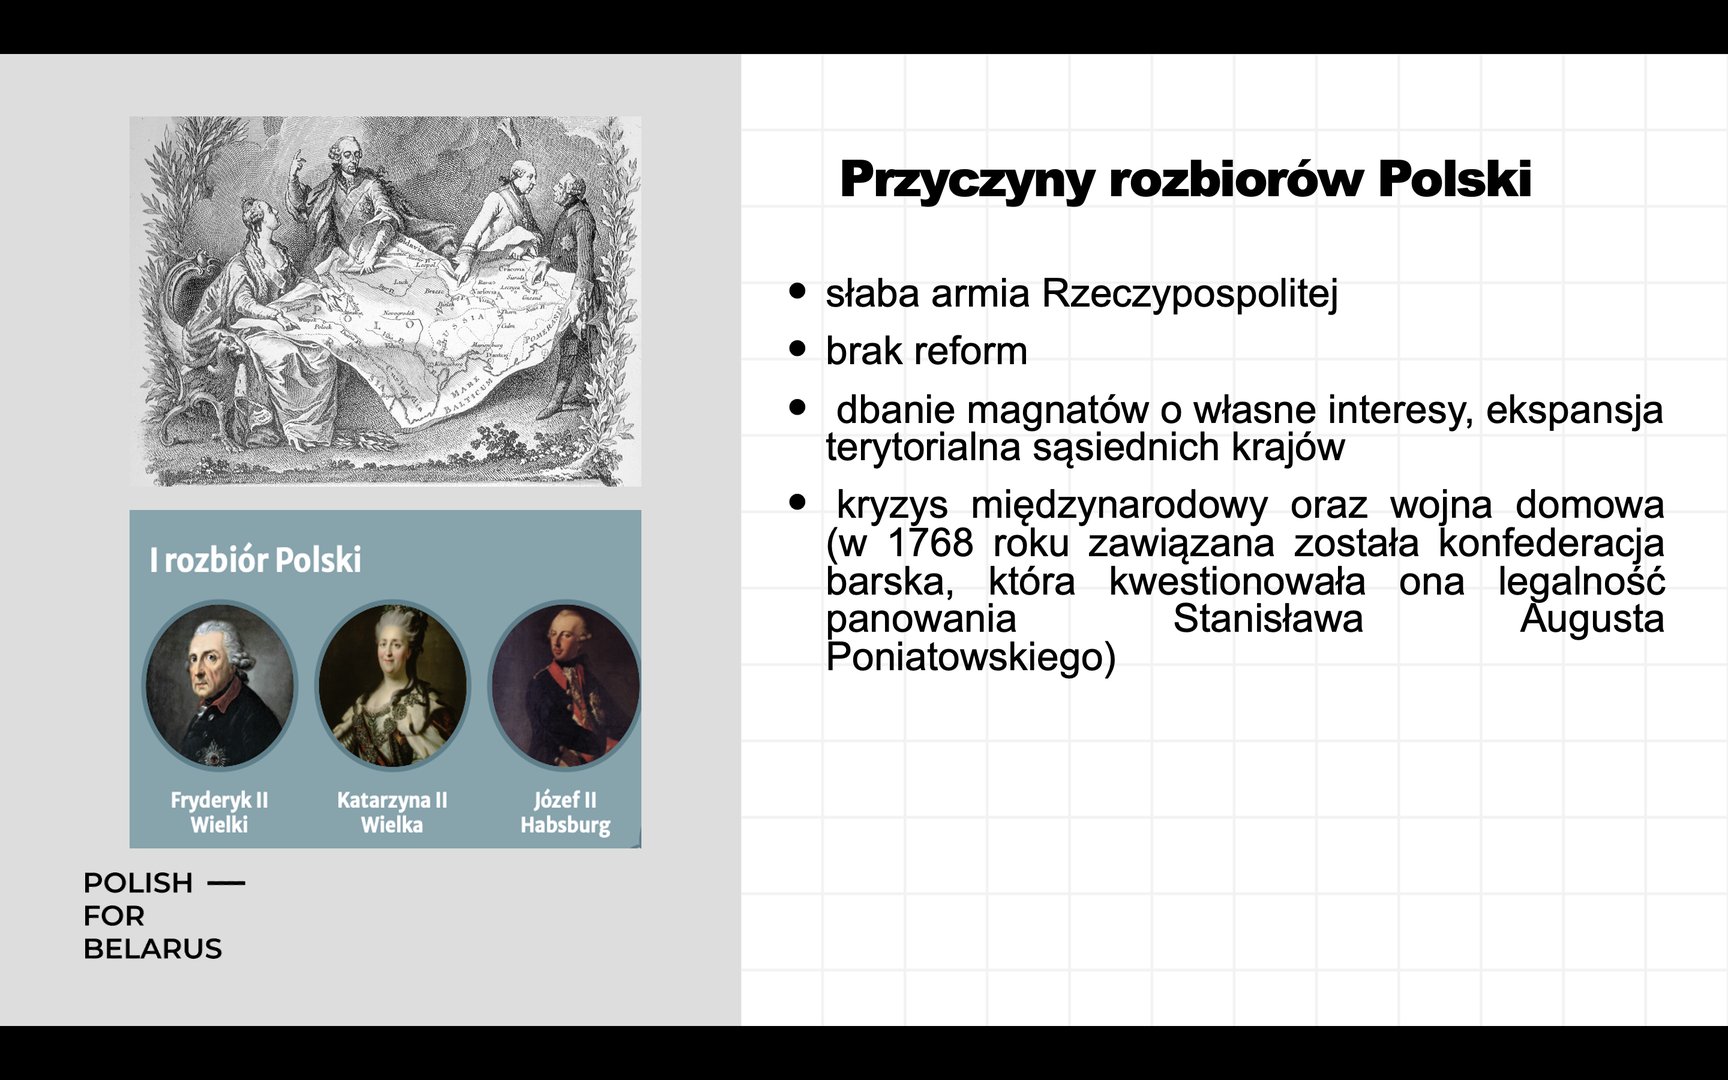 Przyczyny rozbiorów Polski
• słaba armia Rzeczypospolitej
• brak reform
• dbanie magnatów o własne interesy, ekspansja
terytorialna sąsiednich krajów
• kryzys międzynarodowy oraz wojna domowa
(w 1768 roku zawiązana została konfederacja
barska, która kwestionowała ona legalność
panowania Stanisława Augusta
Poniatowskiego)
I rozbiór Polski
Fryderyk II
Wielki
Katarzyna II
Wielka
Józef II
Habsburg
POLISH —
FOR
BELARUS